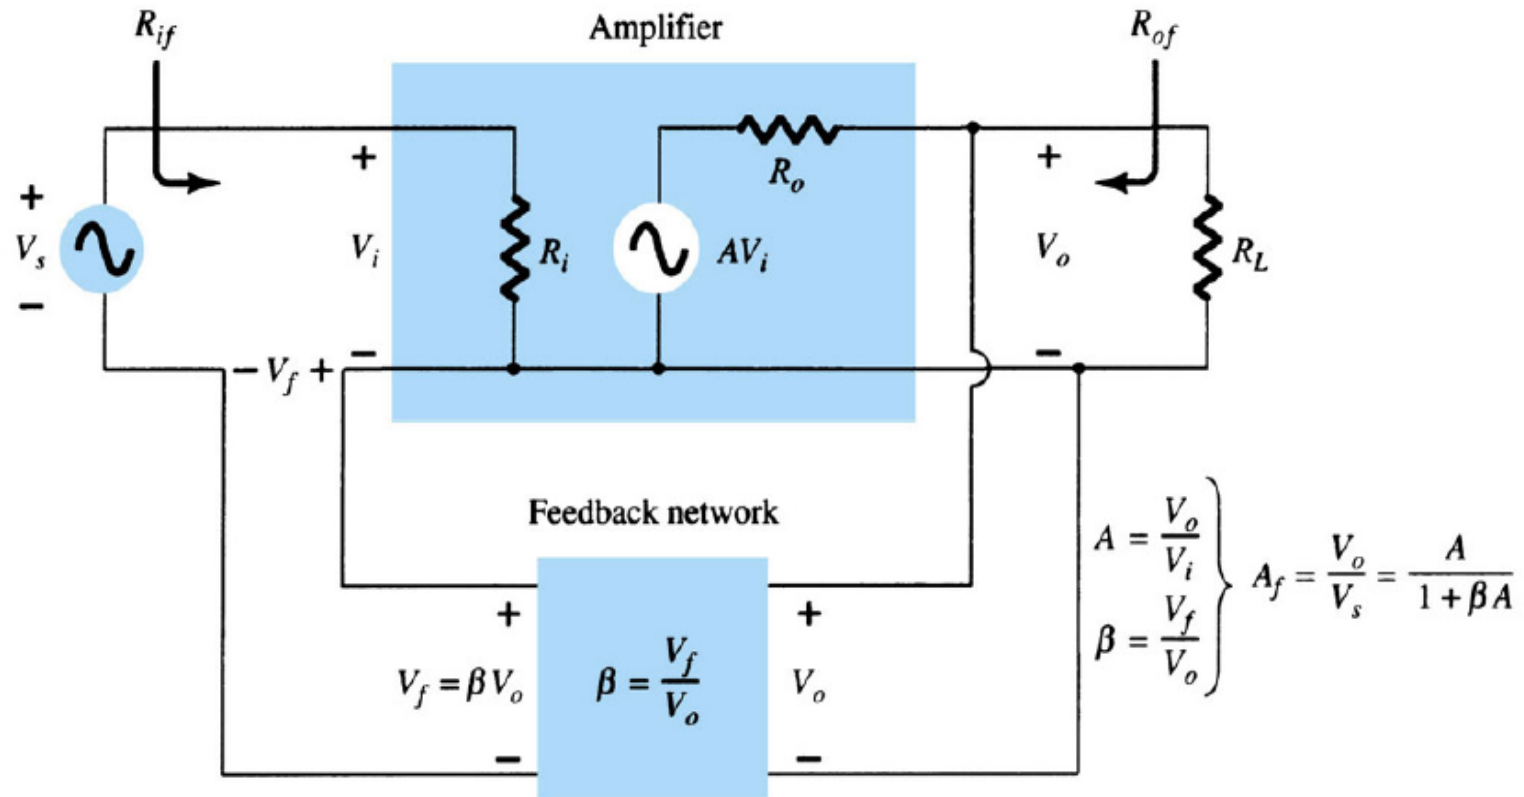 R_if
Amplifier
R_of
+
+
R_o
+
V_s
V_i
R_i
AV_i
V_o
R_L
−
− V_f +
−
−
Feedback network
A = V_o / V_i
β = V_f / V_o
A_f = V_o / V_s = A / 1 + βA
+
+
V_f = βV_o
β = V_f / V_o
V_o
−
−